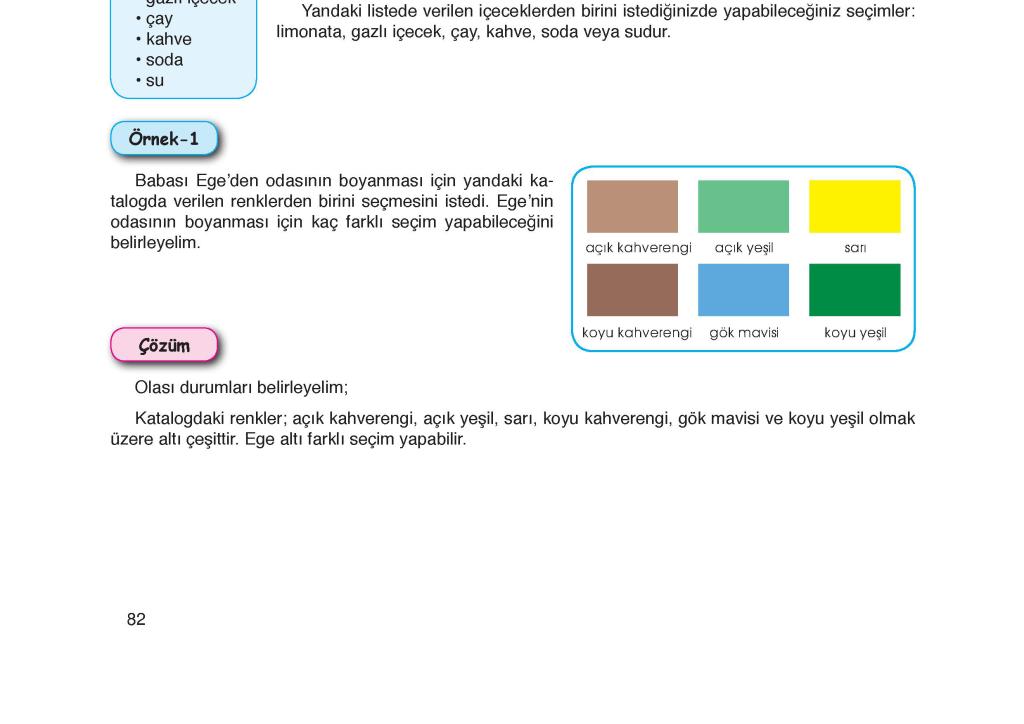 • gazlı içecek
• çay
• kahve
• soda
• su
Yandaki listede verilen içeceklerden birini istediğinizde yapabileceğiniz seçimler:
limonata, gazlı içecek, çay, kahve, soda veya sudur.
Örnek-1
Babası Ege’den odasının boyanması için yandaki ka-
talogda verilen renklerden birini seçmesini istedi. Ege’nin
odasının boyanması için kaç farklı seçim yapabileceğini
belirleyelim.
açık kahverengi açık yeşil sarı
koyu kahverengi gök mavisi koyu yeşil
Çözüm
Olası durumları belirleyelim;
Katalogdaki renkler; açık kahverengi, açık yeşil, sarı, koyu kahverengi, gök mavisi ve koyu yeşil olmak
üzere altı çeşittir. Ege altı farklı seçim yapabilir.
82